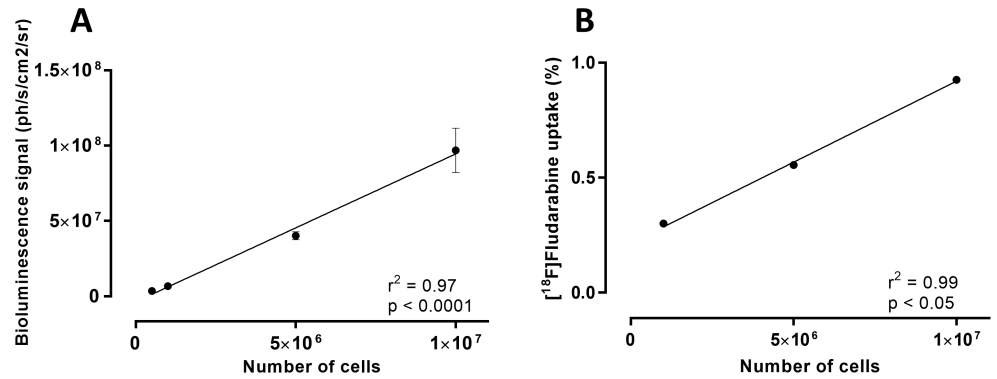 A
Bioluminescence signal (ph/s/cm2/sr)
1.5×10⁸
1×10⁸
5×10⁷
0
r² = 0.97
p < 0.0001
0
5×10⁶
1×10⁷
Number of cells
B
[¹⁸F]Fludarabine uptake (%)
1.0
0.5
0.0
r² = 0.99
p < 0.05
0
5×10⁶
1×10⁷
Number of cells